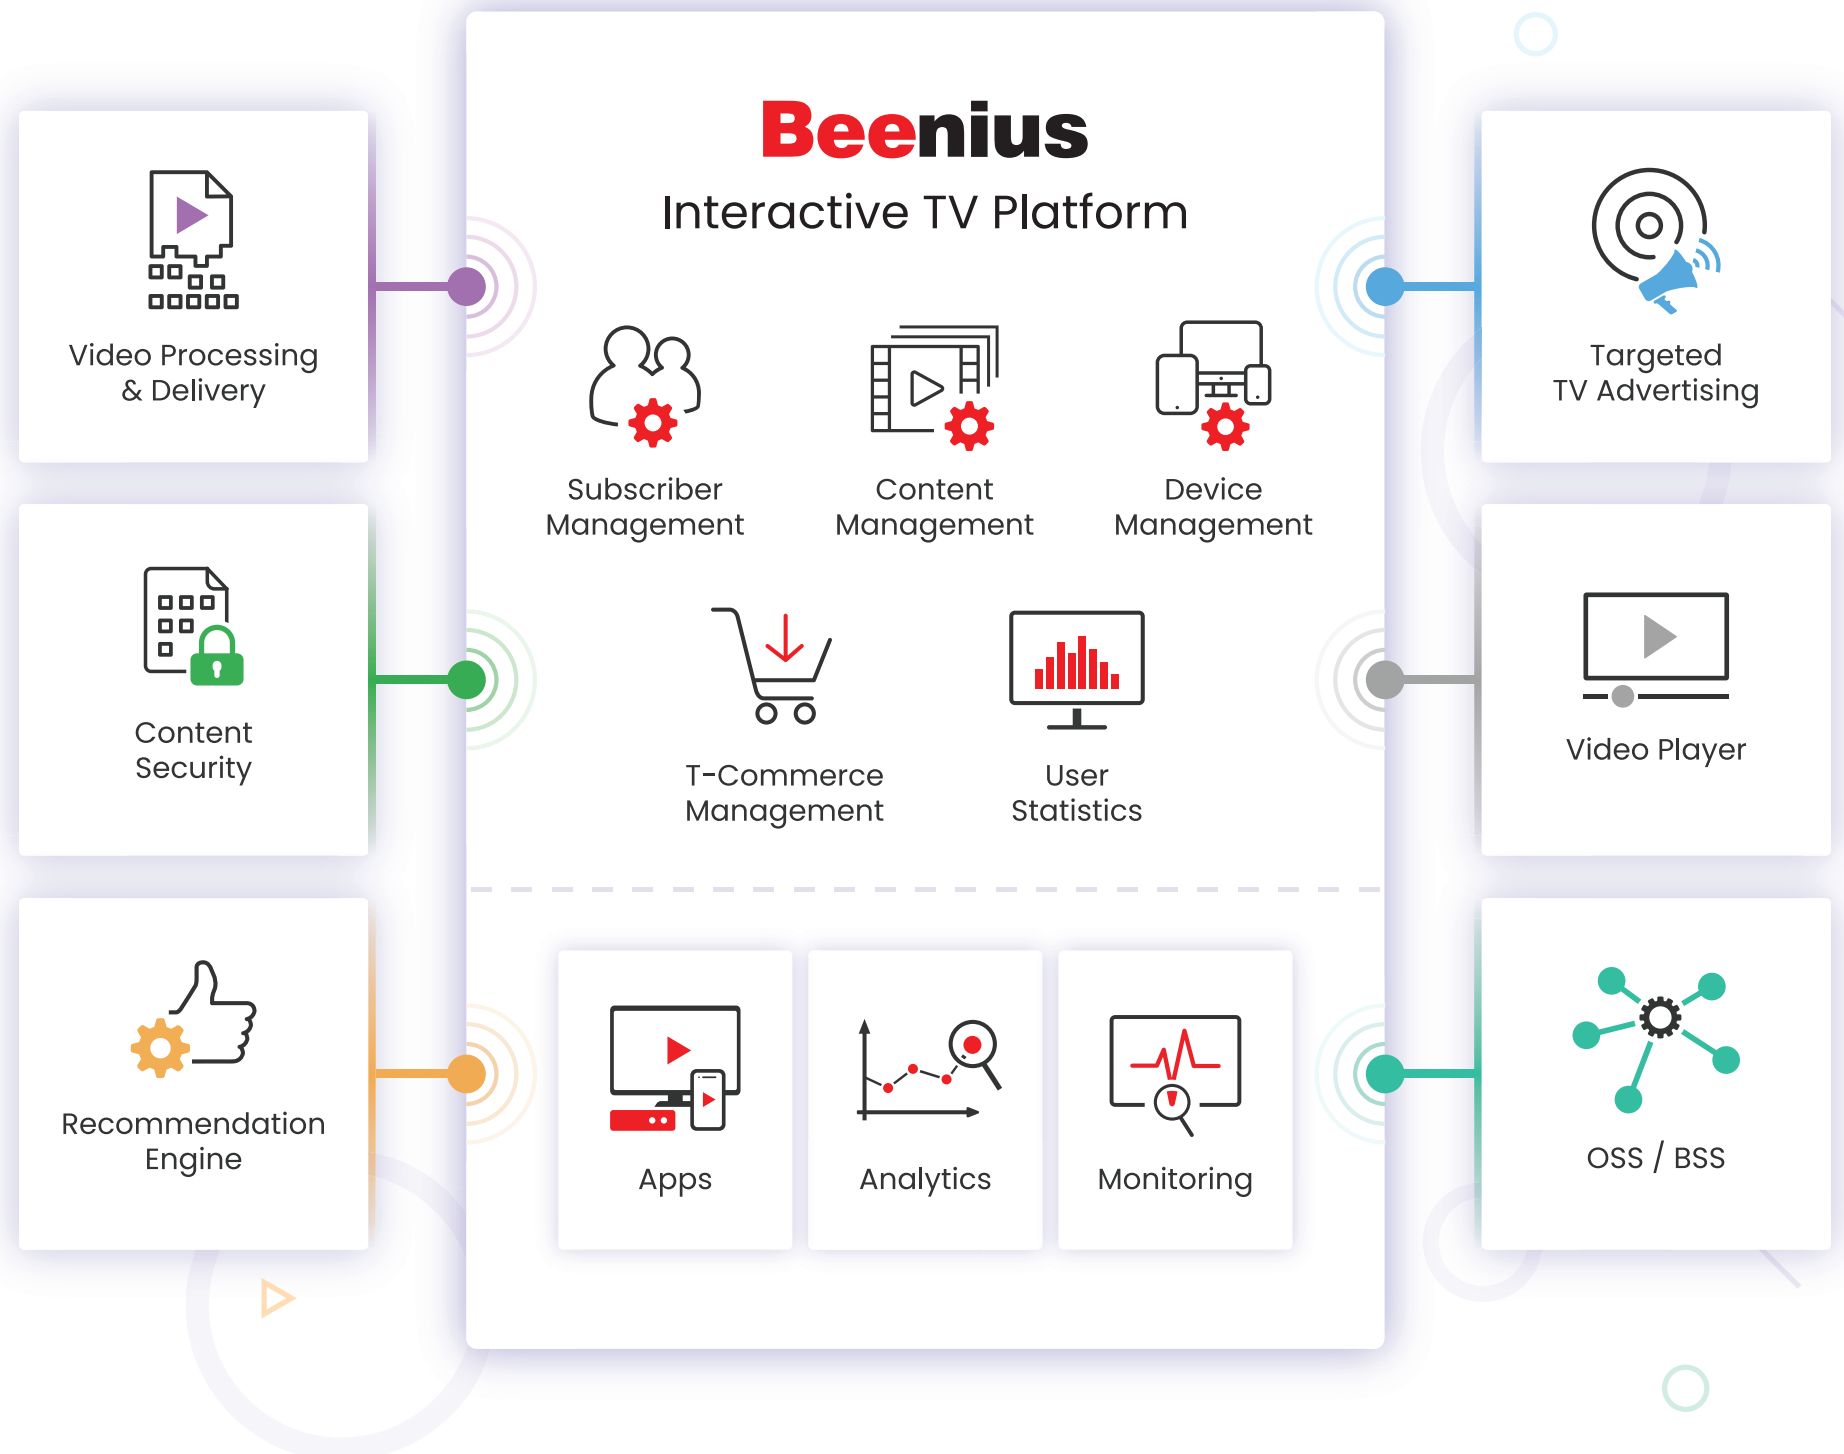 Beenius
Interactive TV Platform
Video Processing
& Delivery
Content
Security
Recommendation
Engine
Subscriber
Management
Content
Management
Device
Management
T-Commerce
Management
User
Statistics
Apps
Analytics
Monitoring
Targeted
TV Advertising
Video Player
OSS / BSS